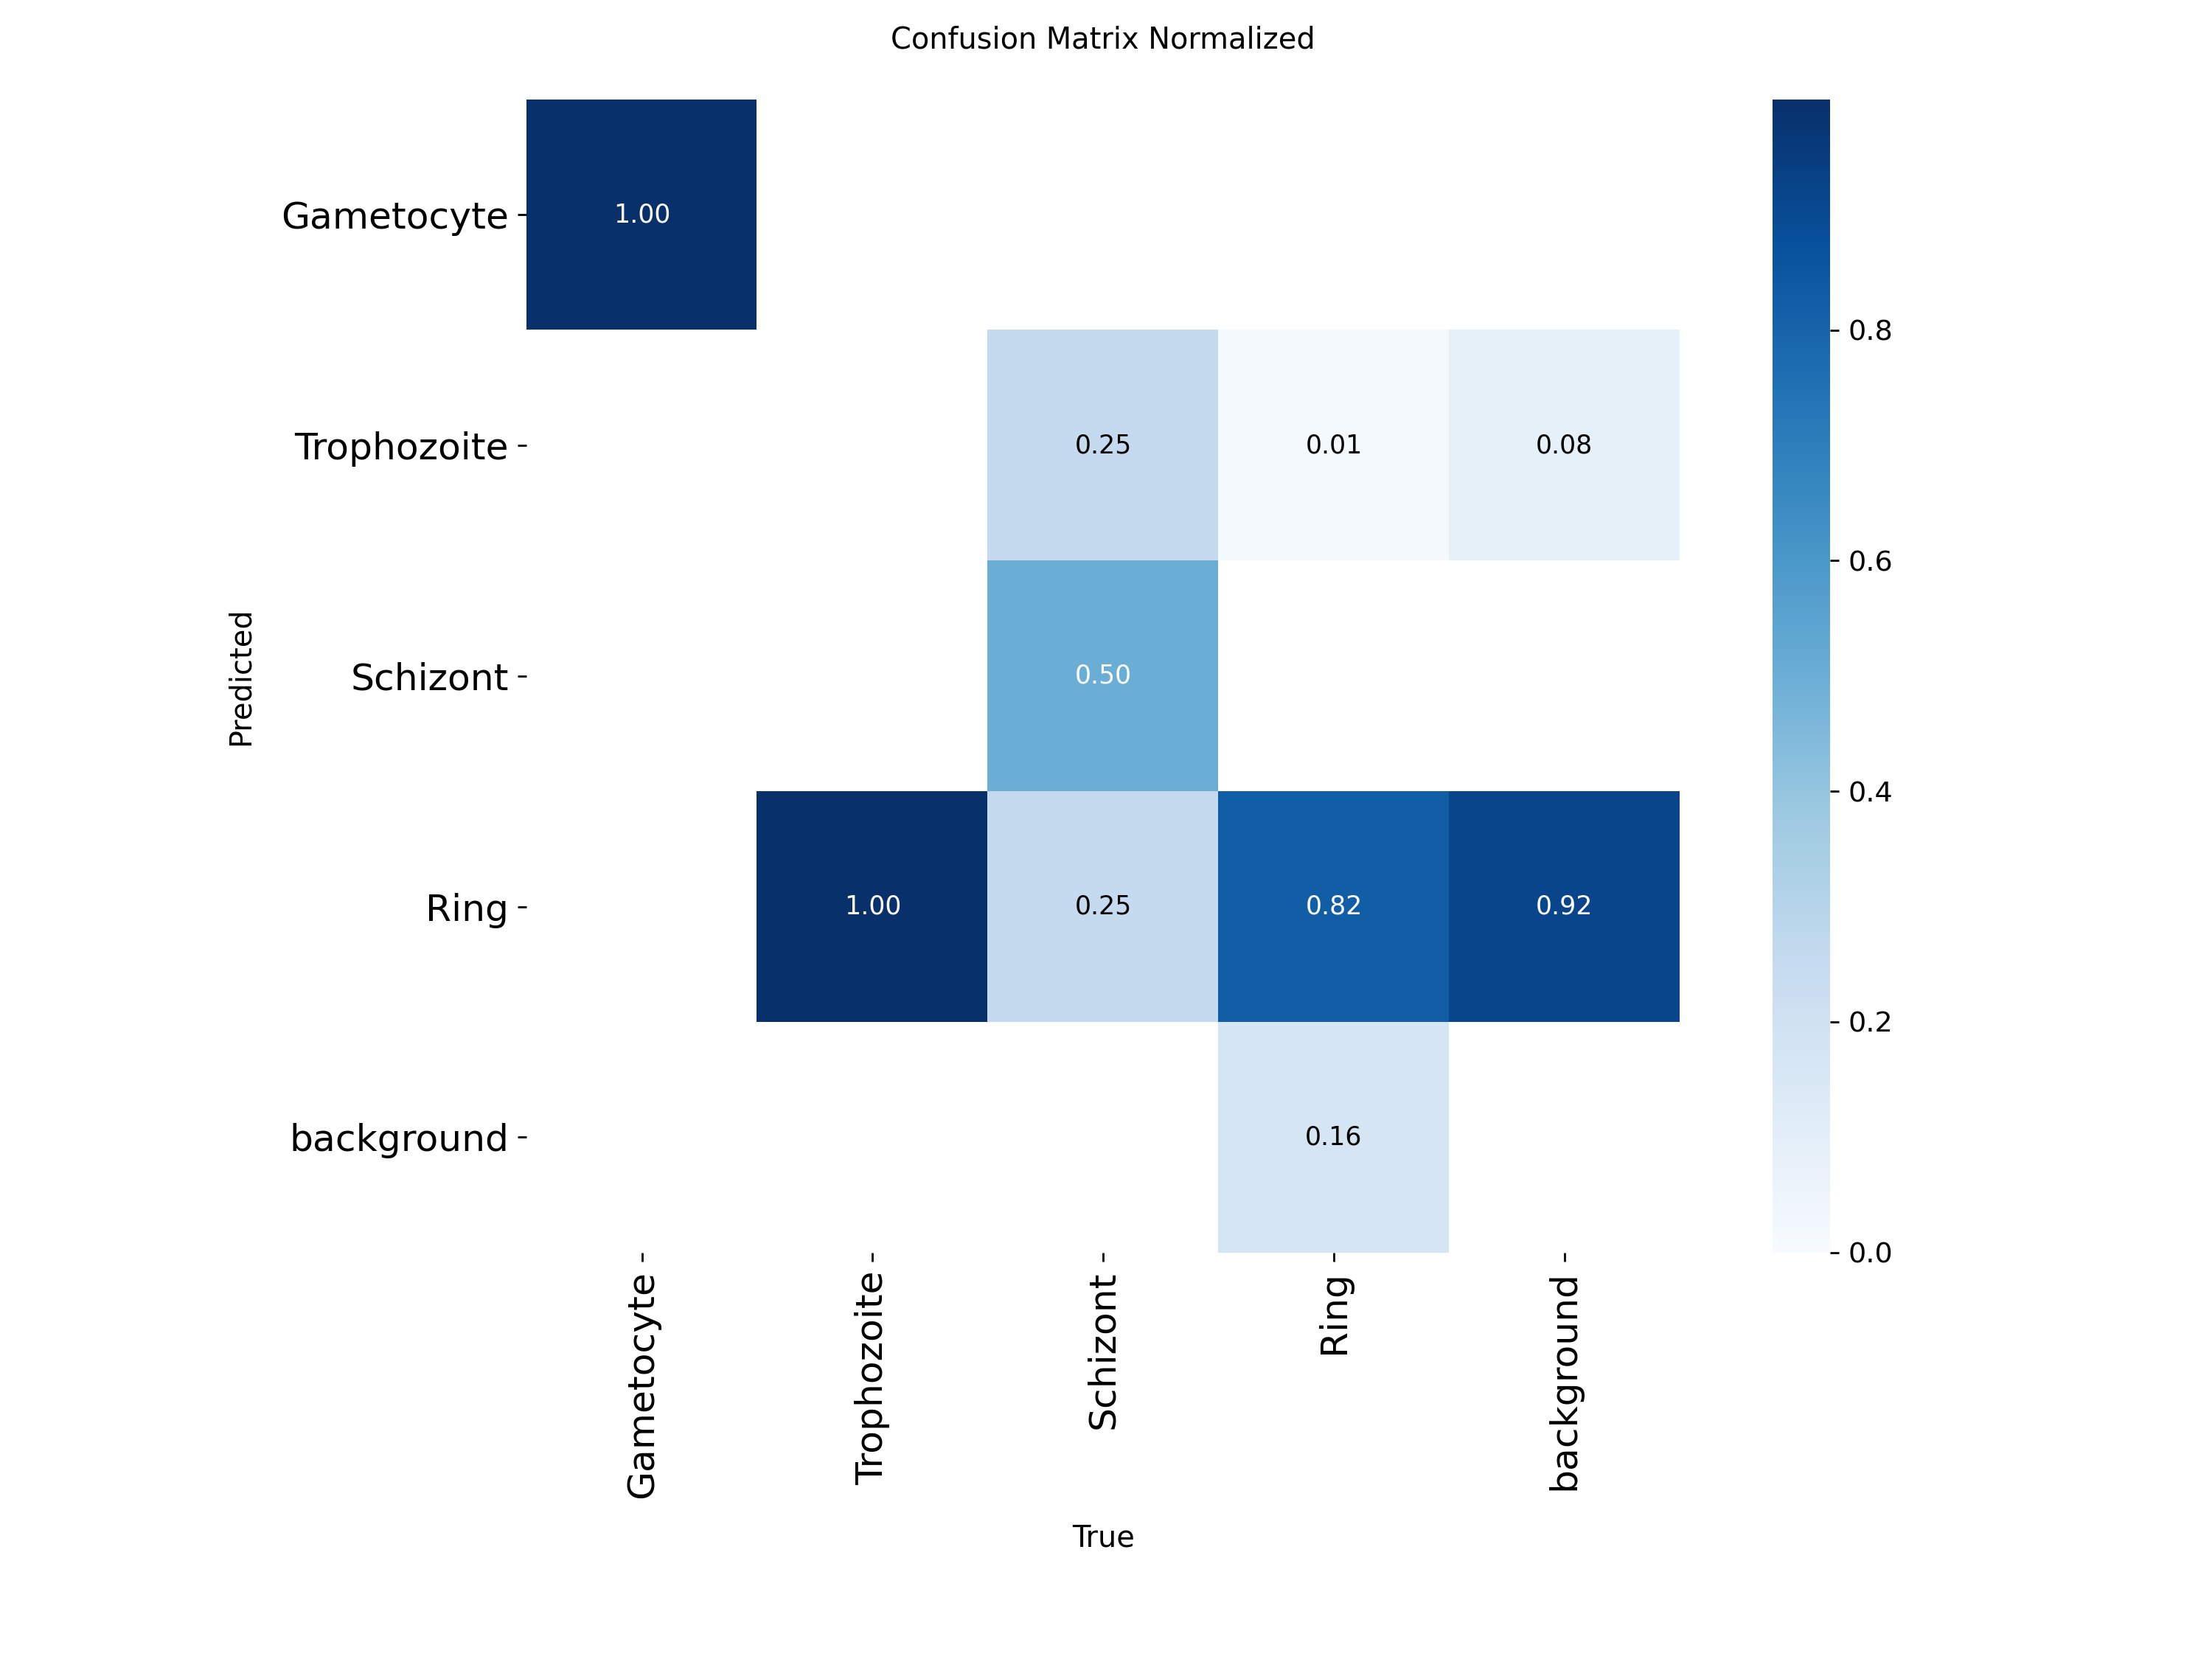 Confusion Matrix Normalized
Gametocyte
1.00
Trophozoite
0.25 0.01 0.08
Schizont
0.50
Ring
1.00 0.25 0.82 0.92
background
0.16
Predicted
Gametocyte
Trophozoite
Schizont
Ring
background
True
0.8
0.6
0.4
0.2
0.0